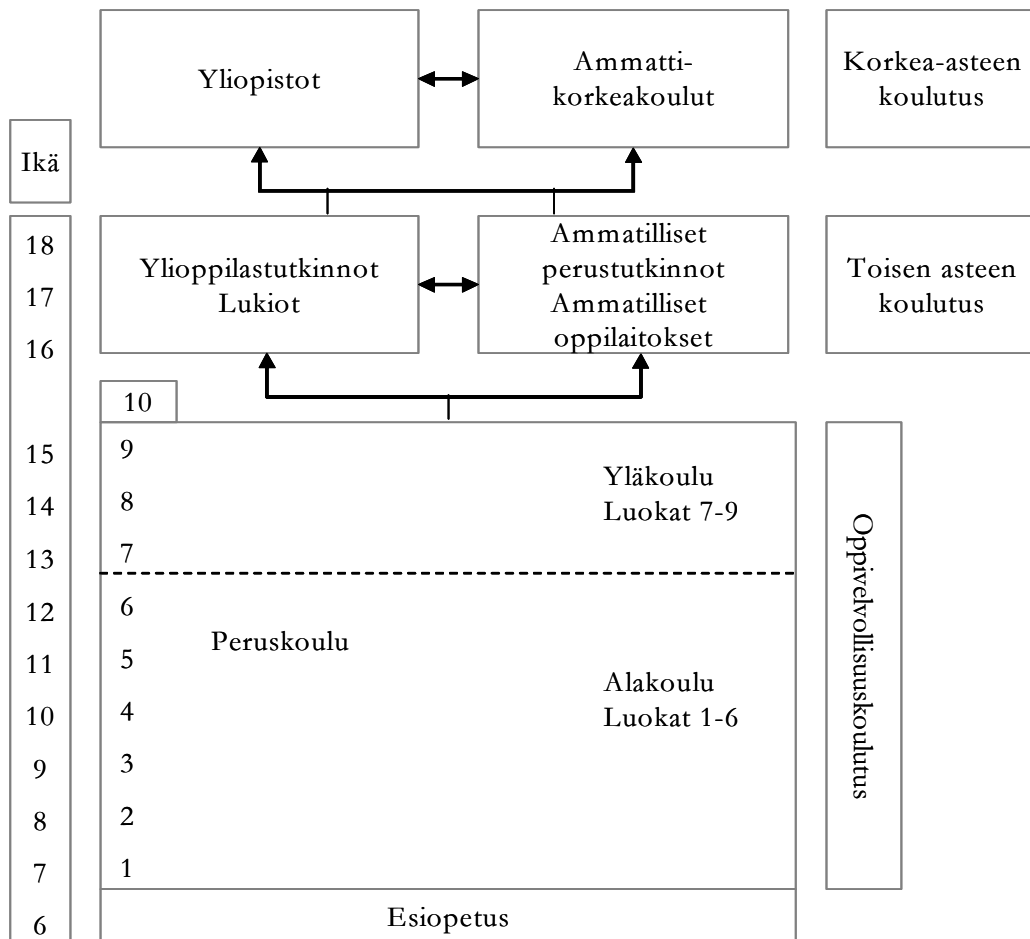 Yliopistot
Ammatti-
korkeakoulut
Korkea-asteen
koulutus
Ikä
18
17
16
Ylioppilastutkinnot
Lukiot
Ammatilliset
perustutkinnot
Ammatilliset
oppilaitokset
Toisen asteen
koulutus
10
15
14
13
12
11
10
9
8
7
6
9
8
7
6
5
4
3
2
1
Yläkoulu
Luokat 7-9
Peruskoulu
Alakoulu
Luokat 1-6
Oppivelvollisuuskoulutus
Esiopetus